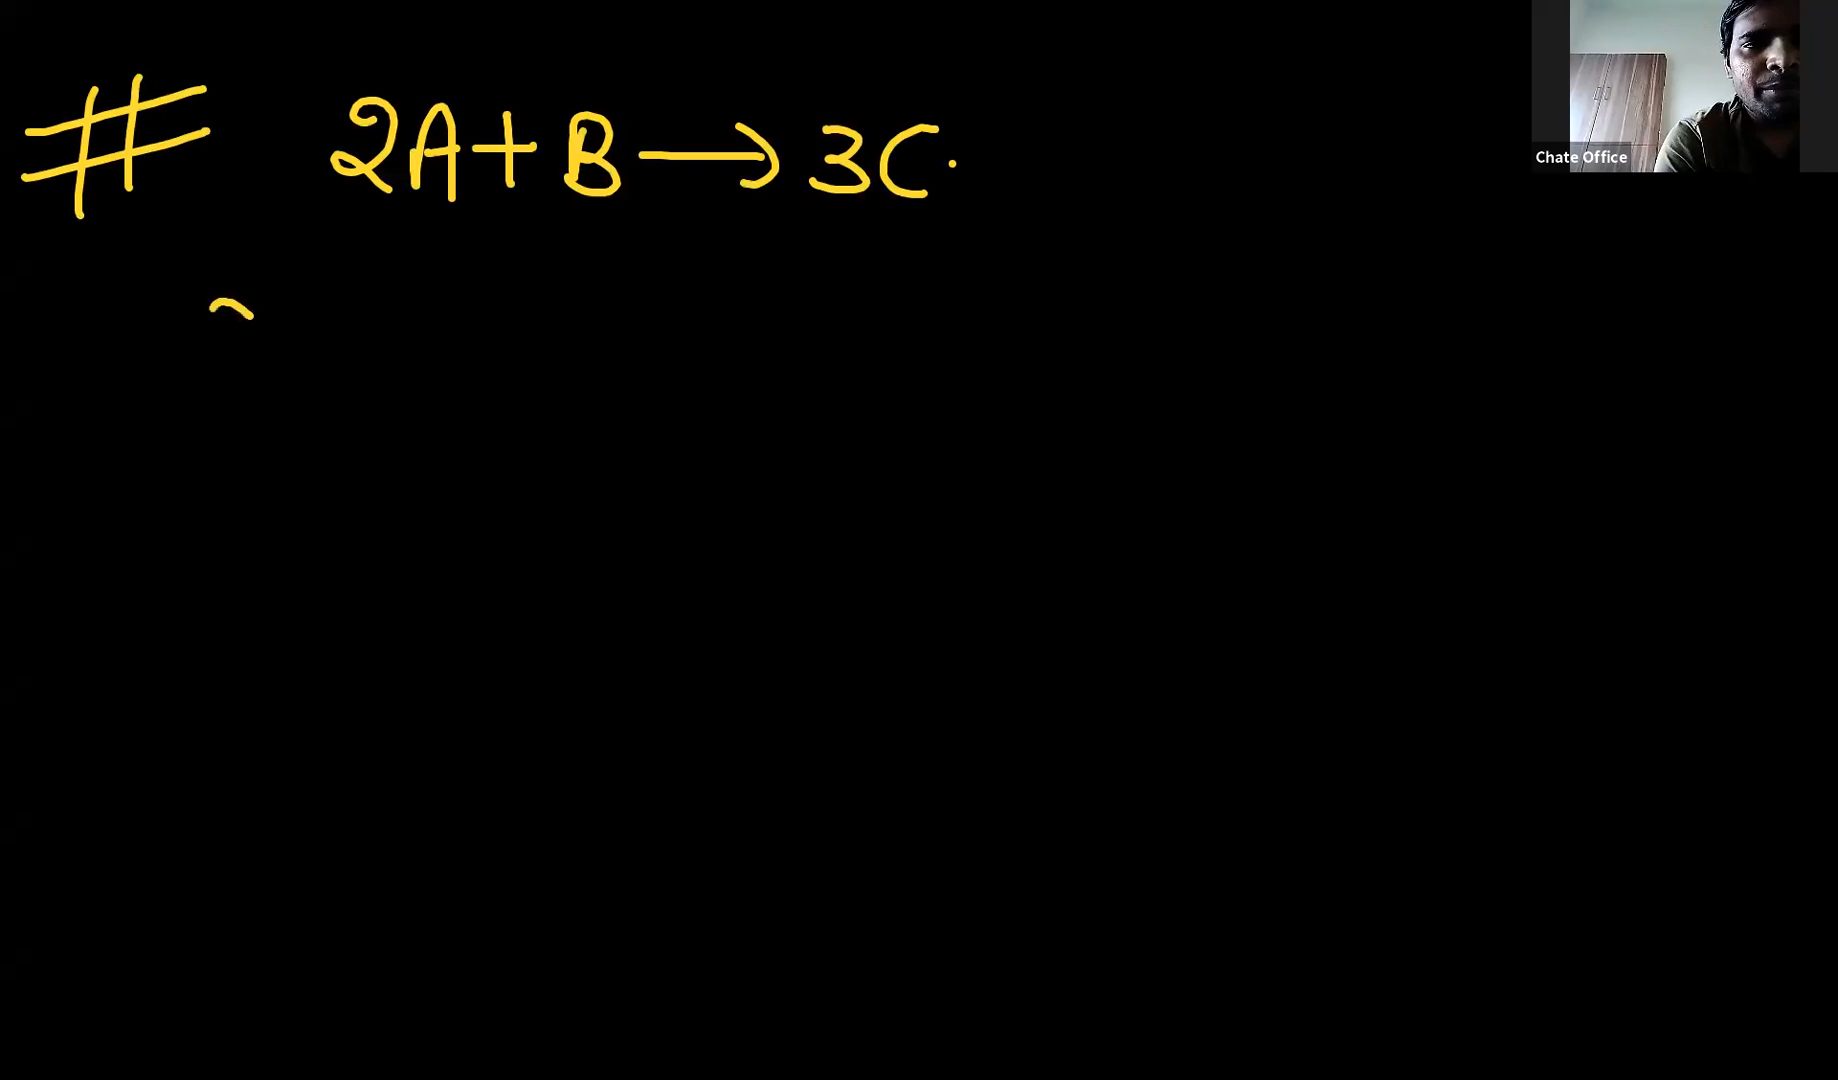 # 2A + B → 3C.
Chate Office